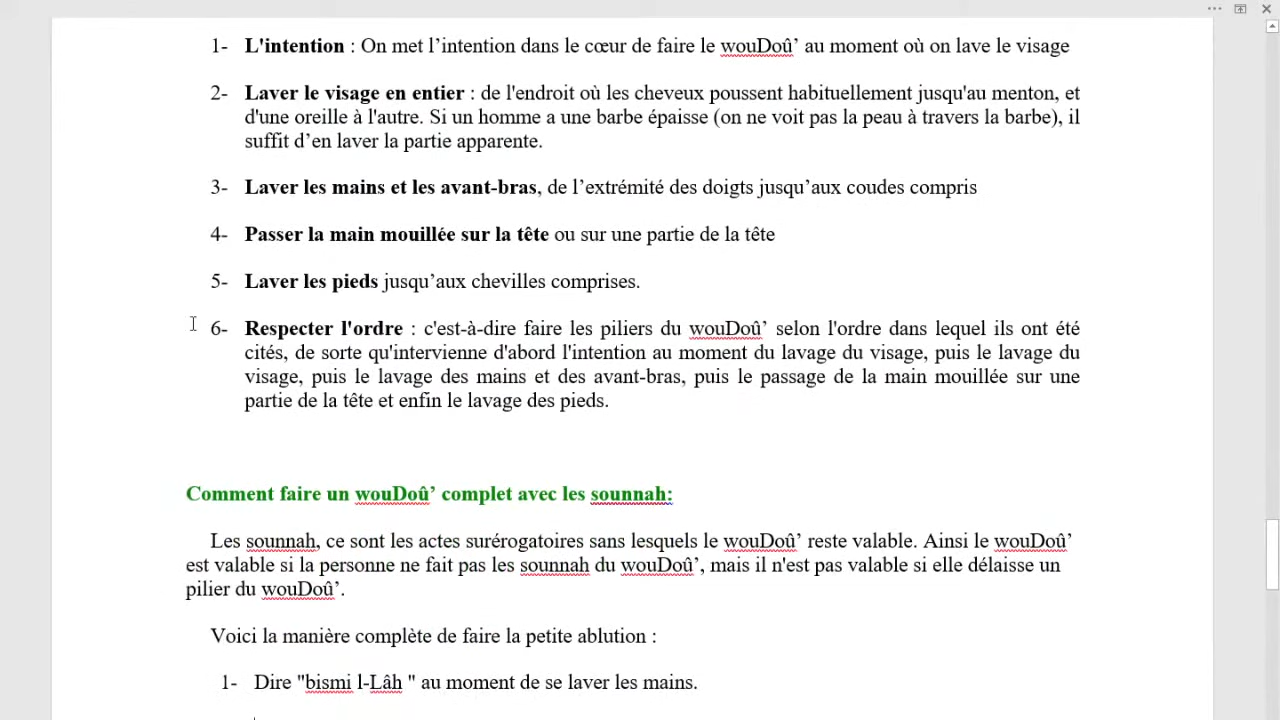 1- L'intention : On met l’intention dans le cœur de faire le wouDoû’ au moment où on lave le visage
2- Laver le visage en entier : de l'endroit où les cheveux poussent habituellement jusqu'au menton, et
d'une oreille à l'autre. Si un homme a une barbe épaisse (on ne voit pas la peau à travers la barbe), il
suffit d’en laver la partie apparente.
3- Laver les mains et les avant-bras, de l’extrémité des doigts jusqu’aux coudes compris
4- Passer la main mouillée sur la tête ou sur une partie de la tête
5- Laver les pieds jusqu’aux chevilles comprises.
6- Respecter l'ordre : c'est-à-dire faire les piliers du wouDoû’ selon l'ordre dans lequel ils ont été
cités, de sorte qu'intervienne d'abord l'intention au moment du lavage du visage, puis le lavage du
visage, puis le lavage des mains et des avant-bras, puis le passage de la main mouillée sur une
partie de la tête et enfin le lavage des pieds.
Comment faire un wouDoû’ complet avec les sounnah:
Les sounnah, ce sont les actes surérogatoires sans lesquels le wouDoû’ reste valable. Ainsi le wouDoû’
est valable si la personne ne fait pas les sounnah du wouDoû’, mais il n'est pas valable si elle délaisse un
pilier du wouDoû’.
Voici la manière complète de faire la petite ablution :
1- Dire "bismi l-Lâh " au moment de se laver les mains.